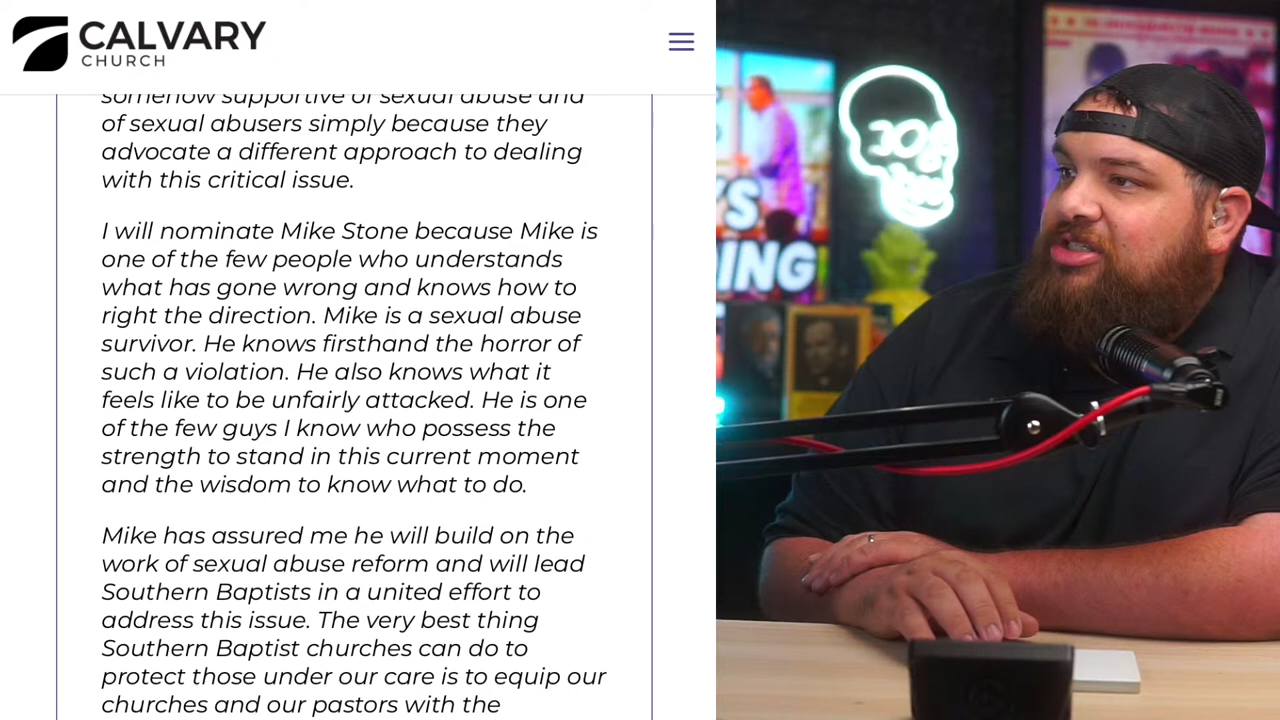 CALVARY
CHURCH
somehow supportive of sexual abuse and
of sexual abusers simply because they
advocate a different approach to dealing
with this critical issue.
I will nominate Mike Stone because Mike is
one of the few people who understands
what has gone wrong and knows how to
right the direction. Mike is a sexual abuse
survivor. He knows firsthand the horror of
such a violation. He also knows what it
feels like to be unfairly attacked. He is one
of the few guys I know who possess the
strength to stand in this current moment
and the wisdom to know what to do.
Mike has assured me he will build on the
work of sexual abuse reform and will lead
Southern Baptists in a united effort to
address this issue. The very best thing
Southern Baptist churches can do to
protect those under our care is to equip our
churches and our pastors with the